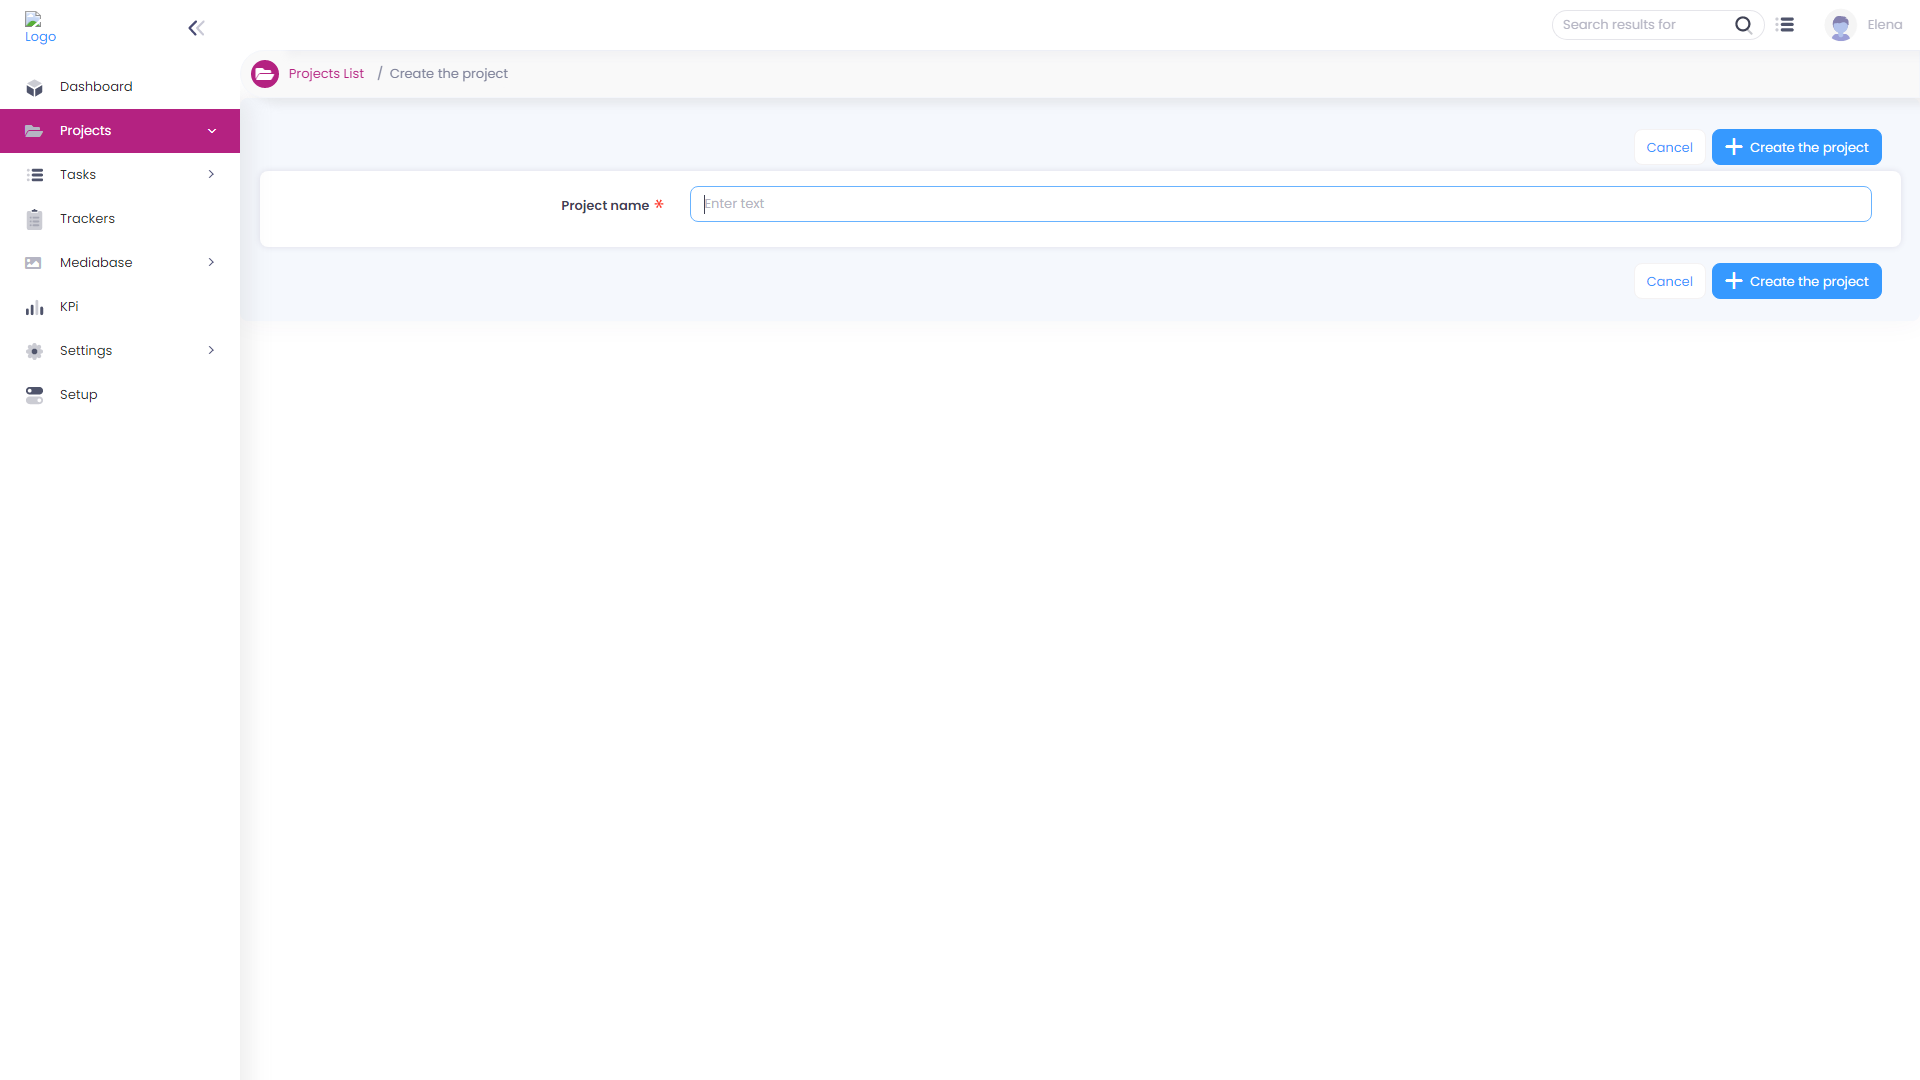 Logo
Search results for
Elena
Dashboard
Projects
Tasks
Trackers
Mediabase
KPi
Settings
Setup
Projects List / Create the project
Cancel
Create the project
Project name *
Enter text
Cancel
Create the project